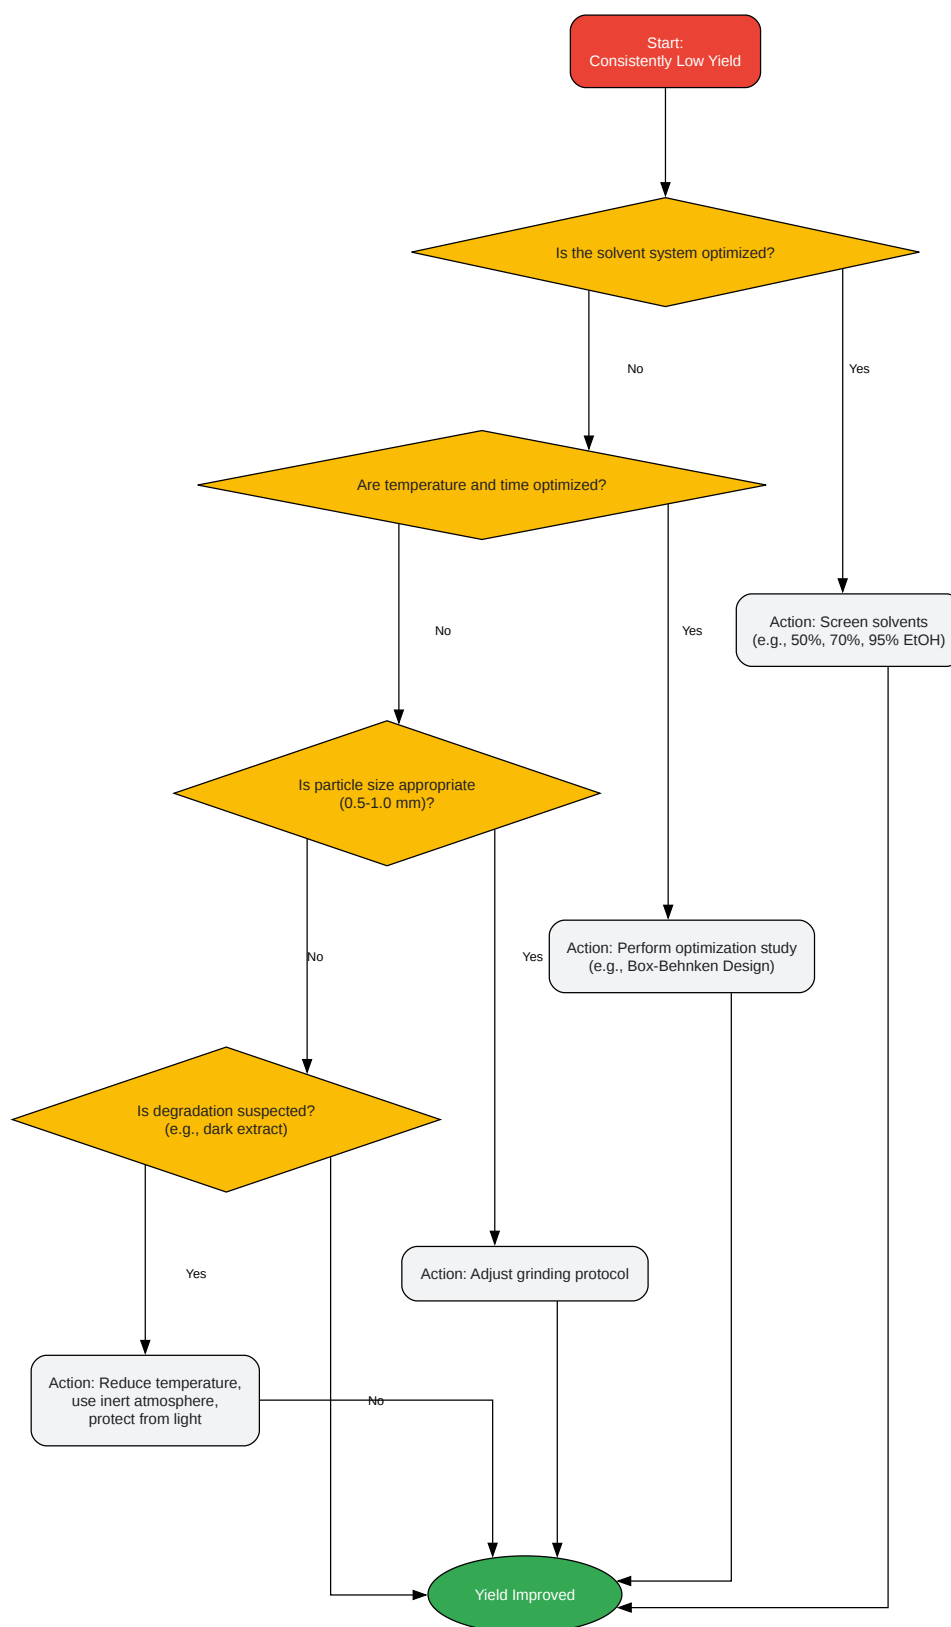 Start:
Consistently Low Yield
Is the solvent system optimized?
No
Yes
Are temperature and time optimized?
No
Yes
Action: Screen solvents
(e.g., 50%, 70%, 95% EtOH)
Is particle size appropriate
(0.5-1.0 mm)?
No
Yes
Action: Perform optimization study
(e.g., Box-Behnken Design)
Is degradation suspected?
(e.g., dark extract)
Yes
Action: Adjust grinding protocol
Action: Reduce temperature,
use inert atmosphere,
protect from light
No
Yield Improved